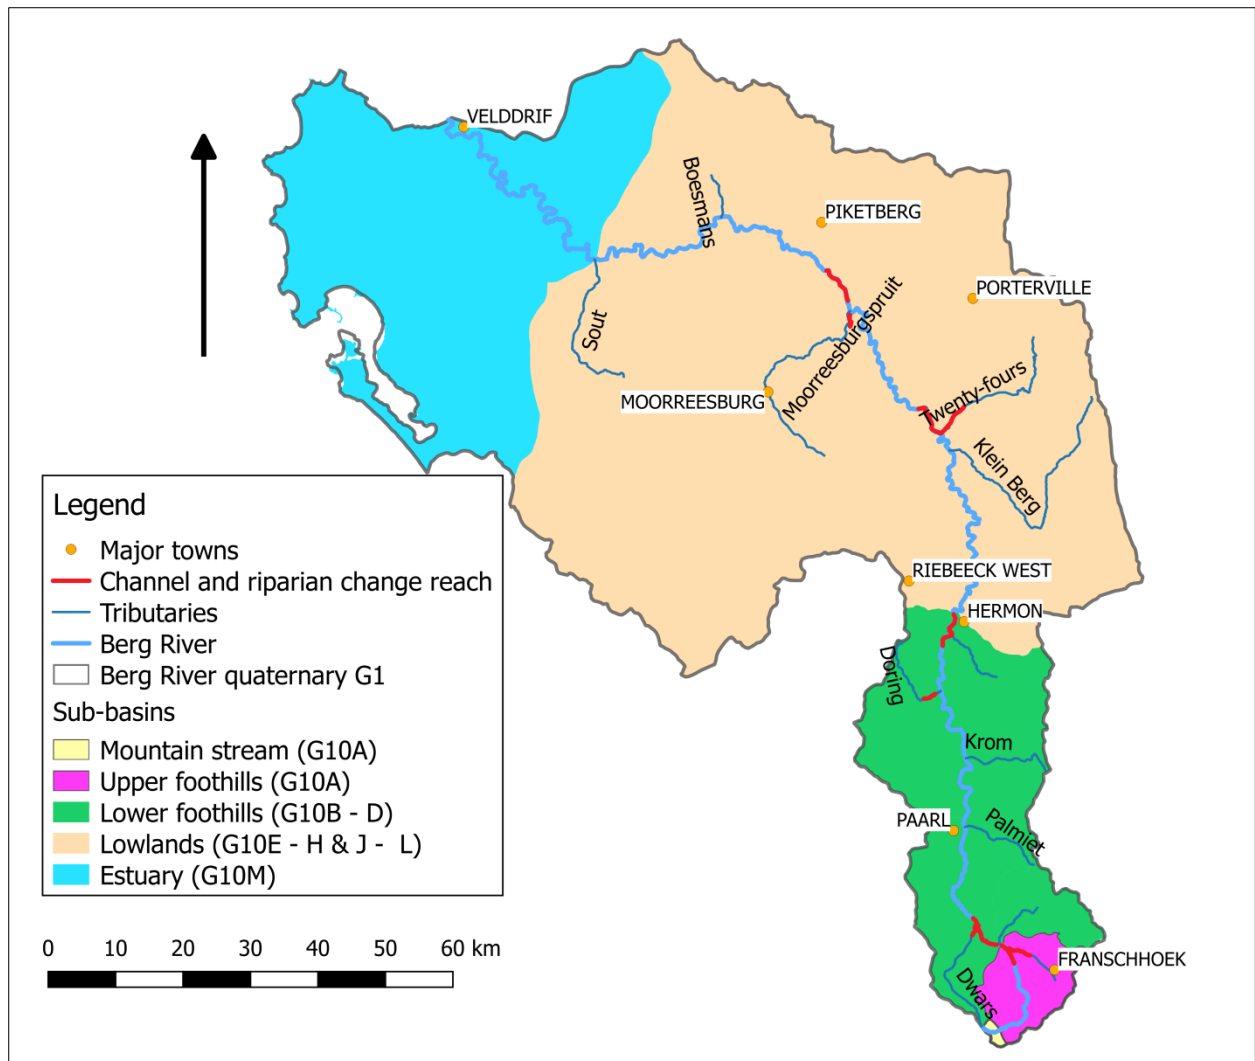 VELDDRIF
Boesmans
PIKETBERG
PORTERVILLE
Sout
Moorreesburgspruit
MOORREESBURG
Twenty-fours
Klein Berg
RIEBEECK WEST
HERMON
Doring
Krom
PAARL
Palmiet
FRANSCHHOEK
Dwars
Legend
Major towns
Channel and riparian change reach
Tributaries
Berg River
Berg River quaternary G1
Sub-basins
Mountain stream (G10A)
Upper foothills (G10A)
Lower foothills (G10B - D)
Lowlands (G10E - H & J - L)
Estuary (G10M)
0 10 20 30 40 50 60 km